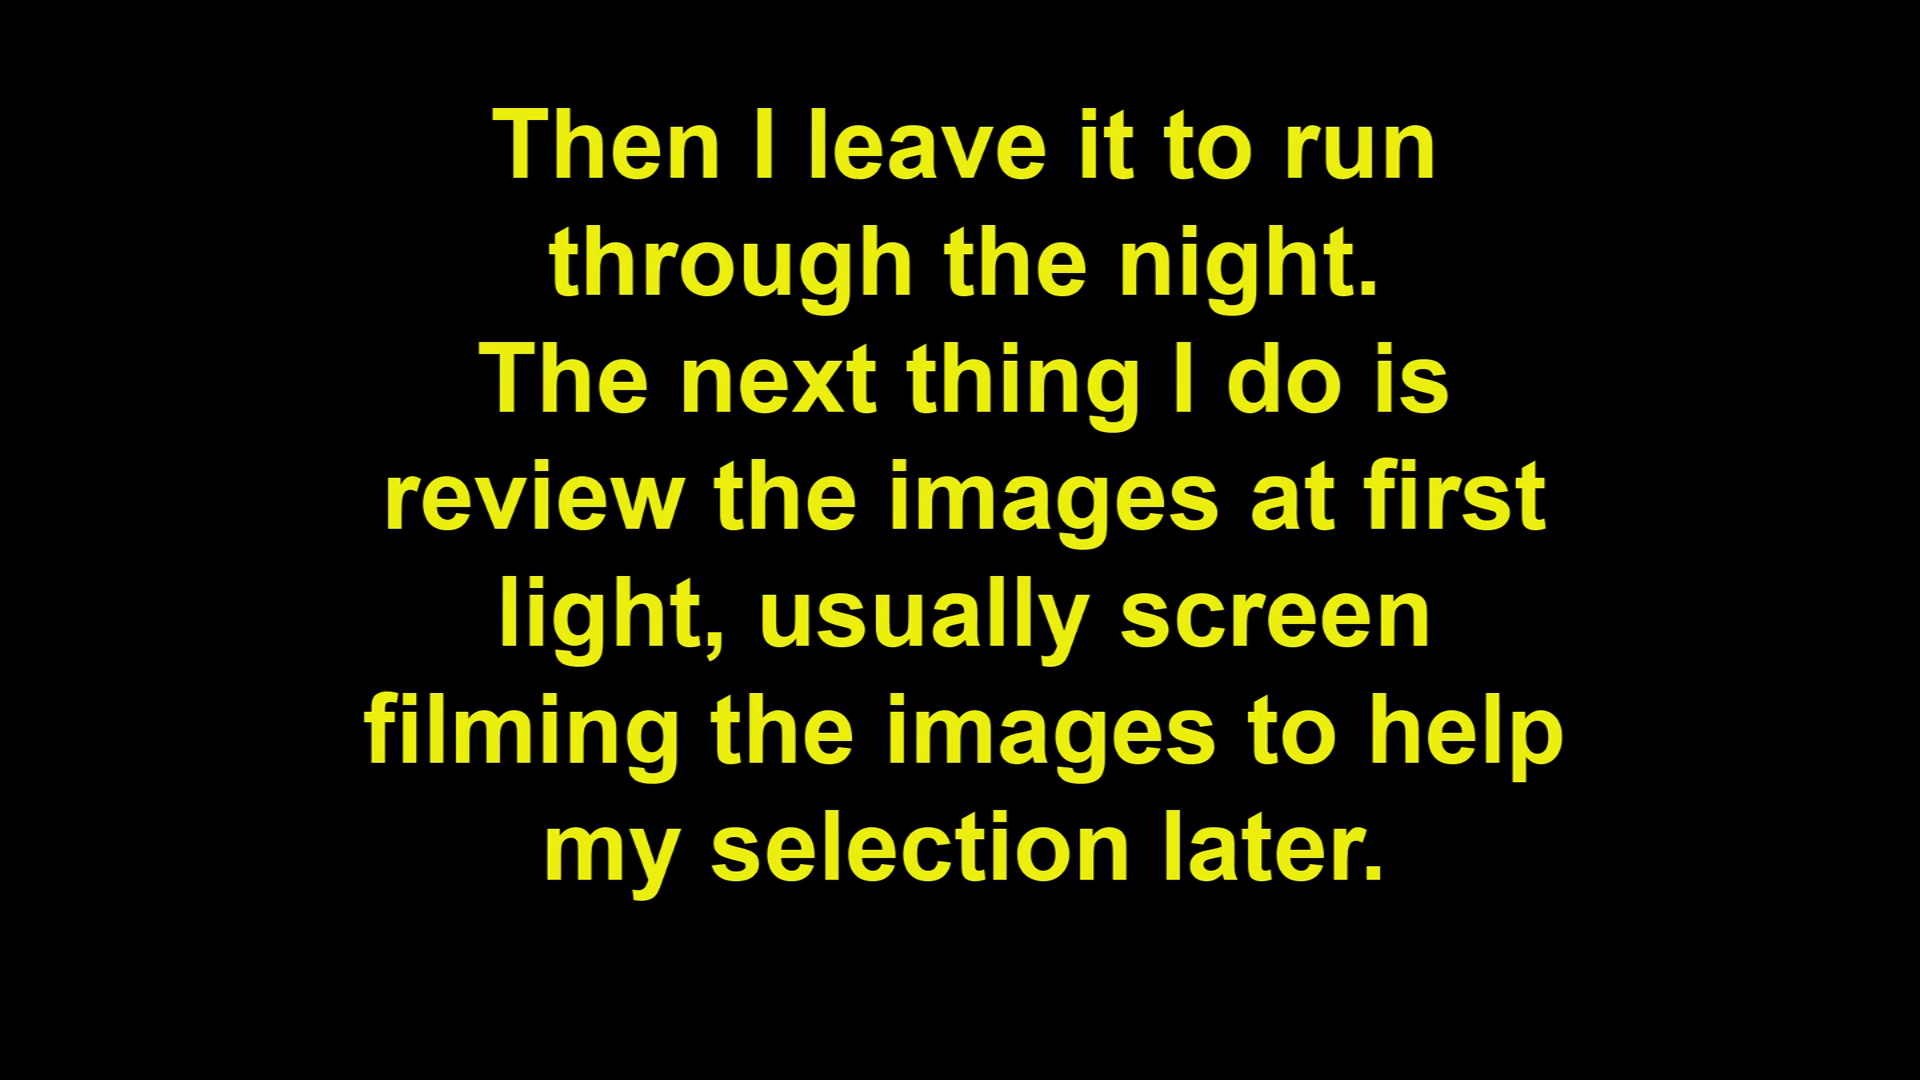 Then I leave it to run
through the night.
The next thing I do is
review the images at first
light, usually screen
filming the images to help
my selection later.